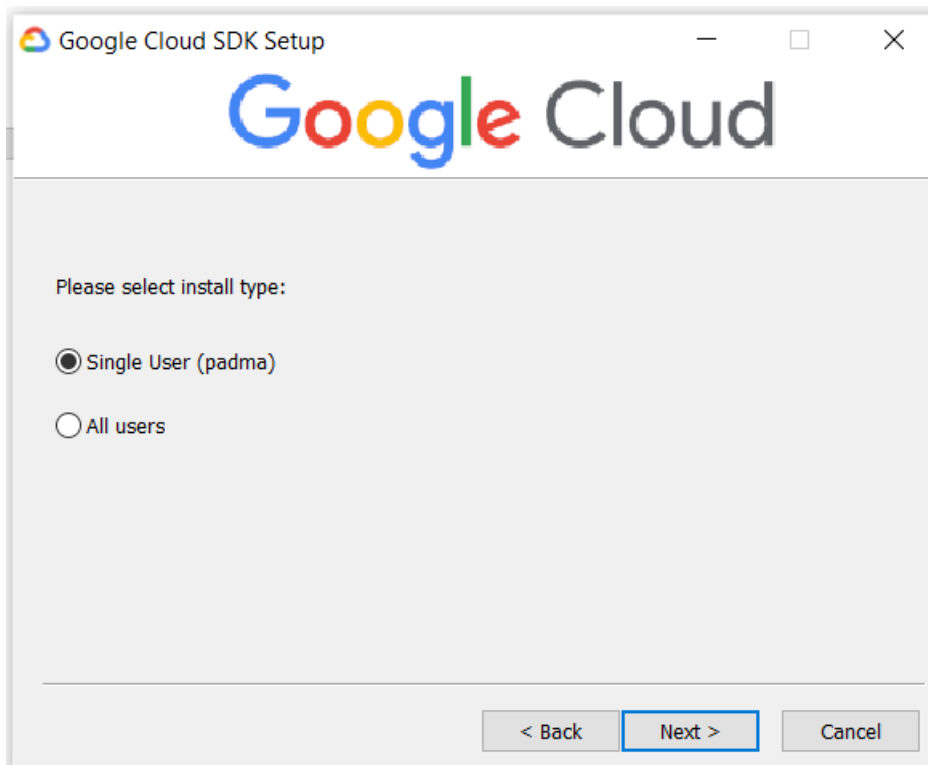 Google Cloud SDK Setup
Google Cloud
Please select install type:
Single User (padma)
All users
< Back Next > Cancel